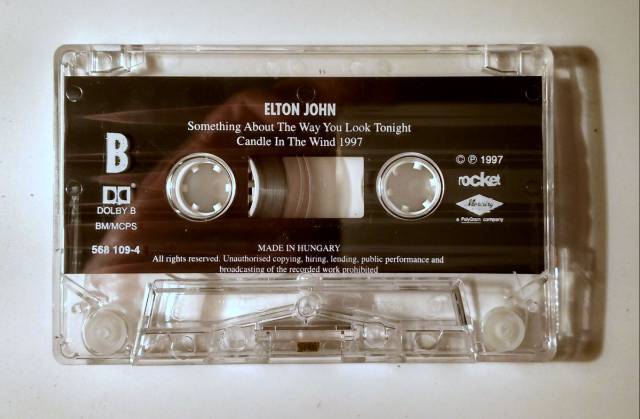 ELTON JOHN
Something About The Way You Look Tonight
Candle In The Wind 1997
B
DOLBY B
BM/MCPS
568 109-4
© ℗ 1997
rocket
Mercury
a PolyGram company
MADE IN HUNGARY
All rights reserved. Unauthorised copying, hiring, lending, public performance and
broadcasting of the recorded work prohibited